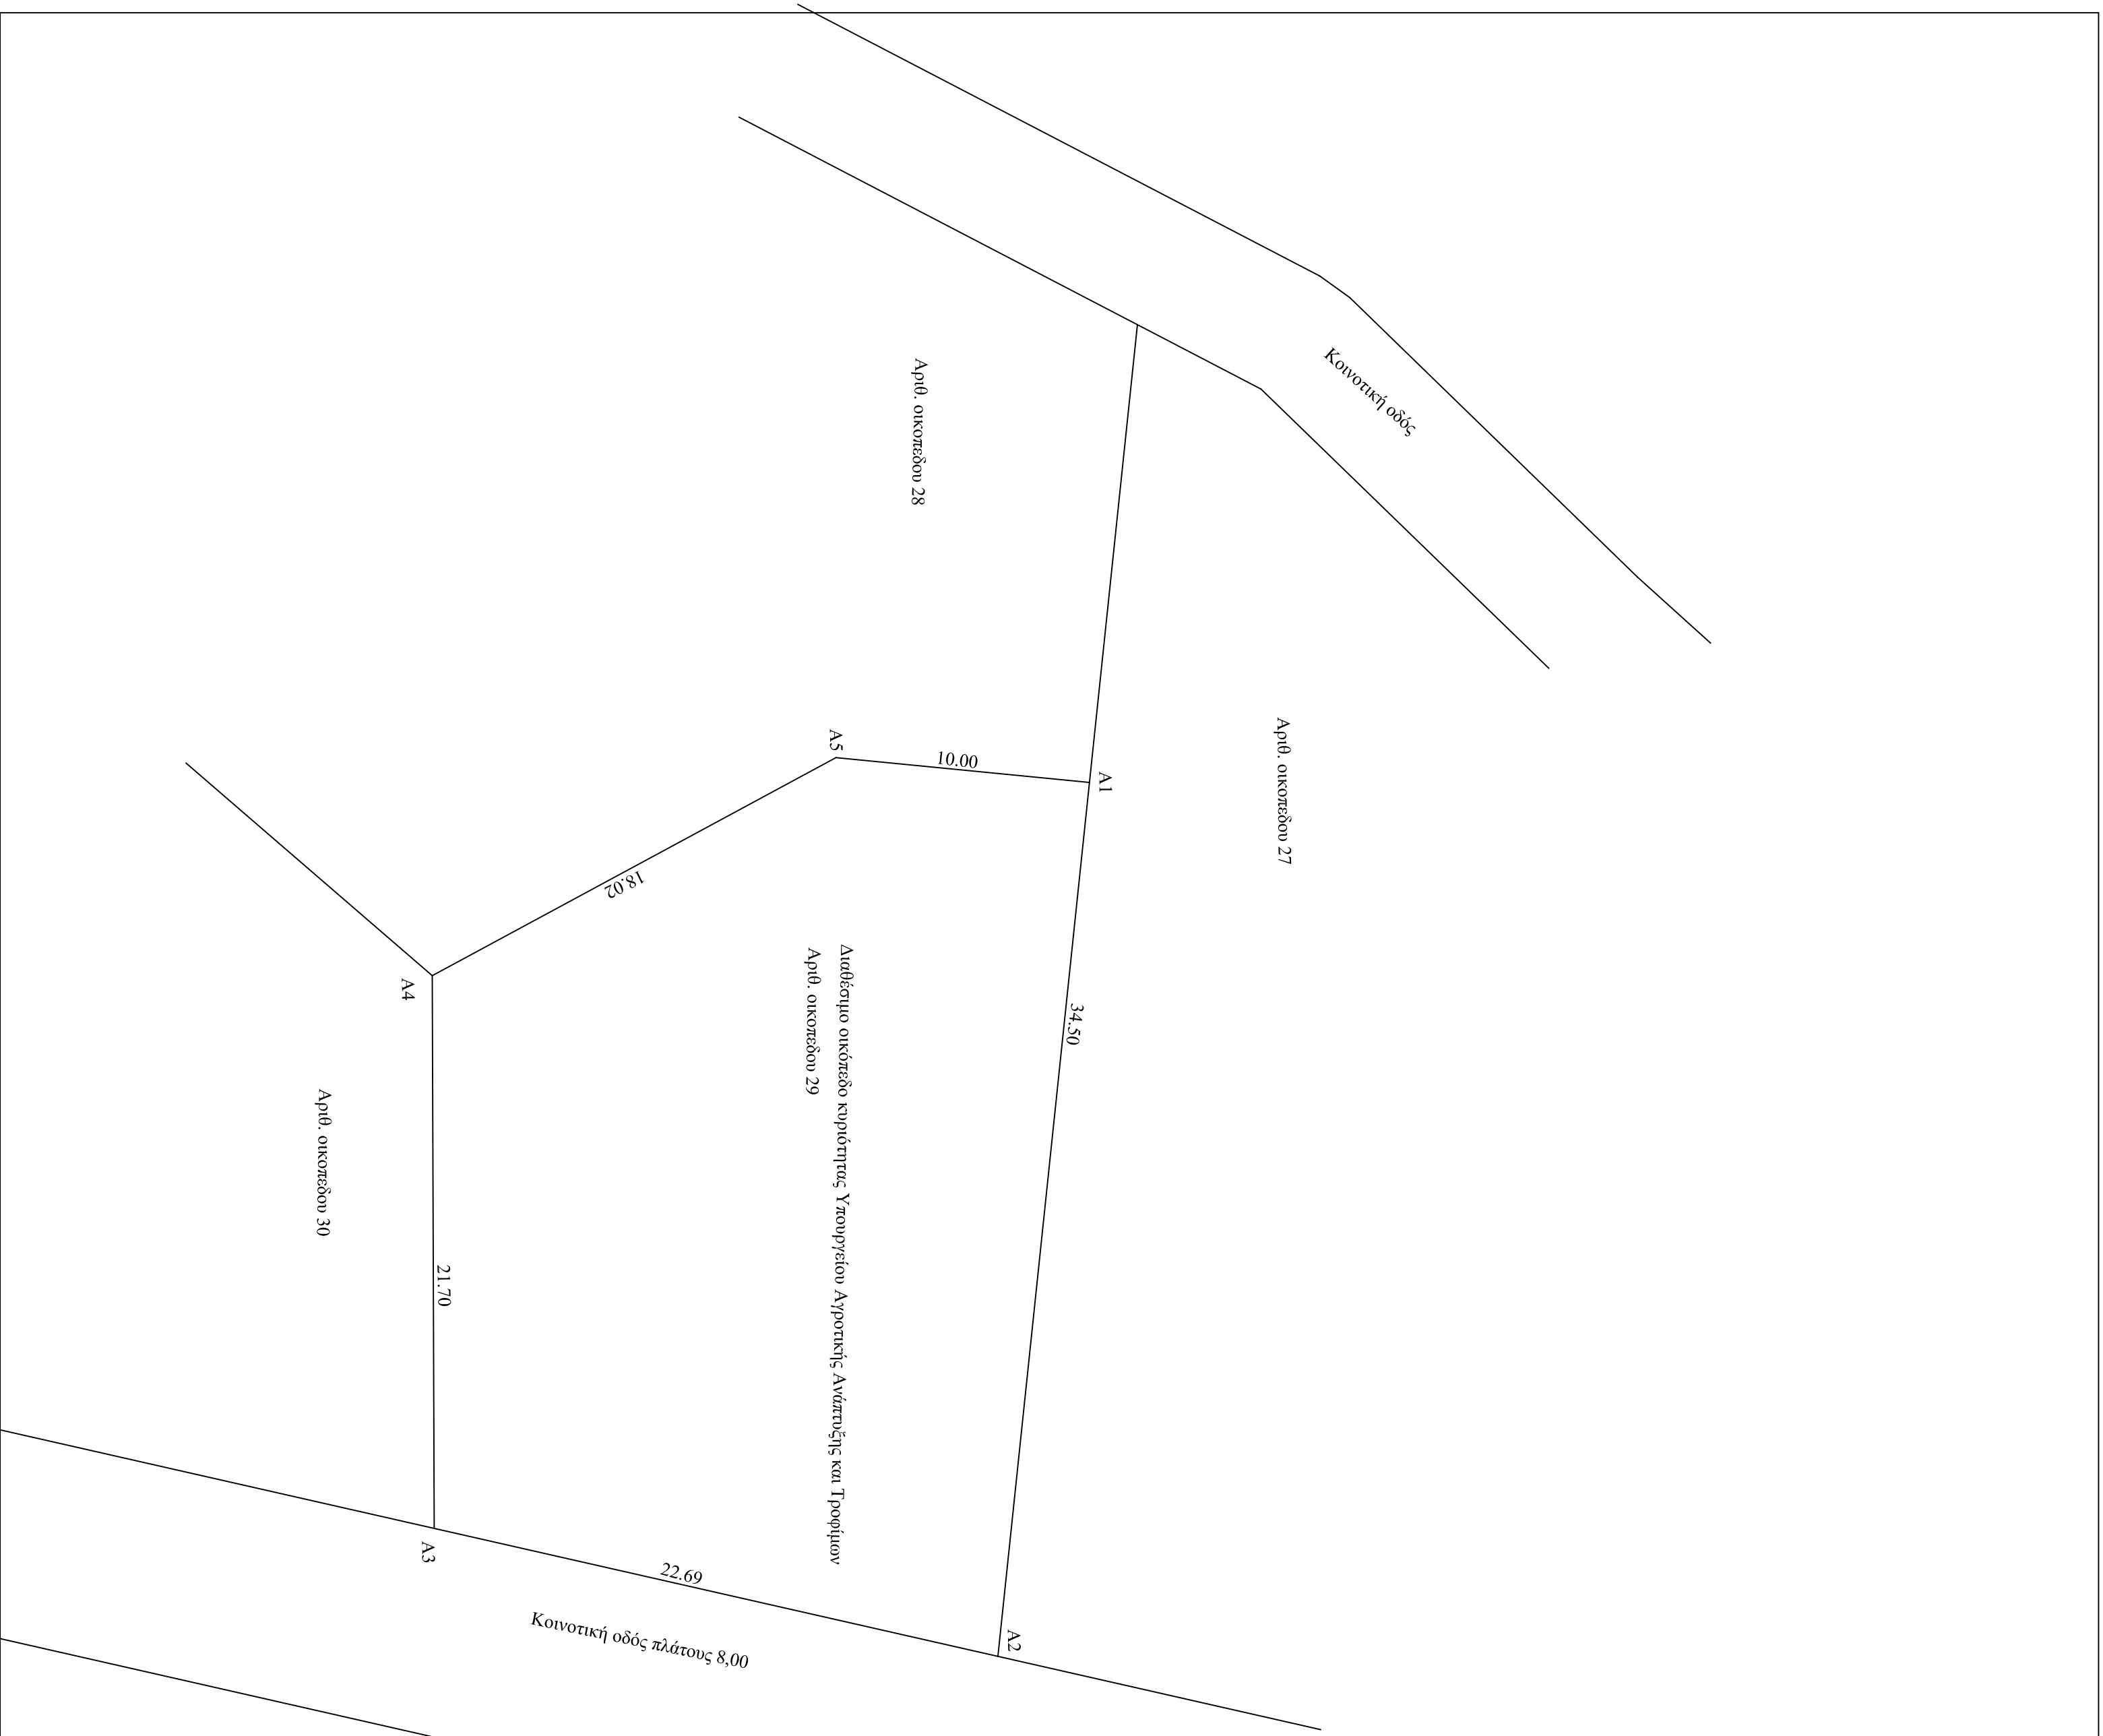 Κοινοτική οδός
Αριθ. οικοπεδου 28
Αριθ. οικοπεδου 27
A5
10.00
A1
18.02
A4
34.50
Διαθέσιμο οικόπεδο κυριότητας Υπουργείου Αγροτικής Ανάπτυξης και Τροφίμων
Αριθ. οικοπεδου 29
Αριθ. οικοπεδου 30
21.70
A3
22.69
A2
Κοινοτική οδός πλάτους 8,00